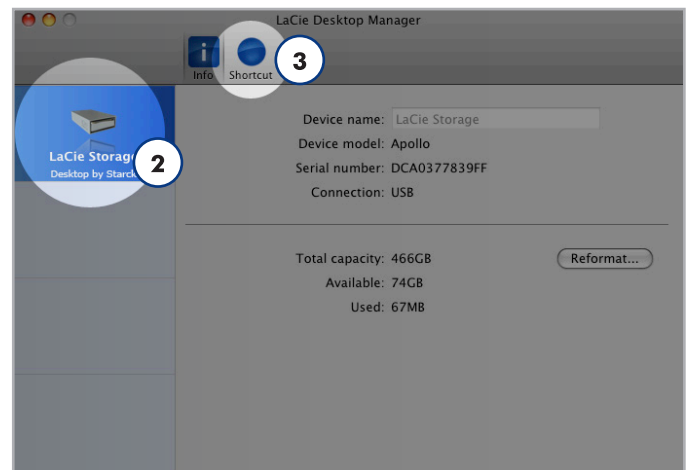 LaCie Desktop Manager
Info
Shortcut
3
LaCie Storage
Desktop by Starck
2
Device name: LaCie Storage
Device model: Apollo
Serial number: DCA0377839FF
Connection: USB
Total capacity: 466GB
Reformat...
Available: 74GB
Used: 67MB